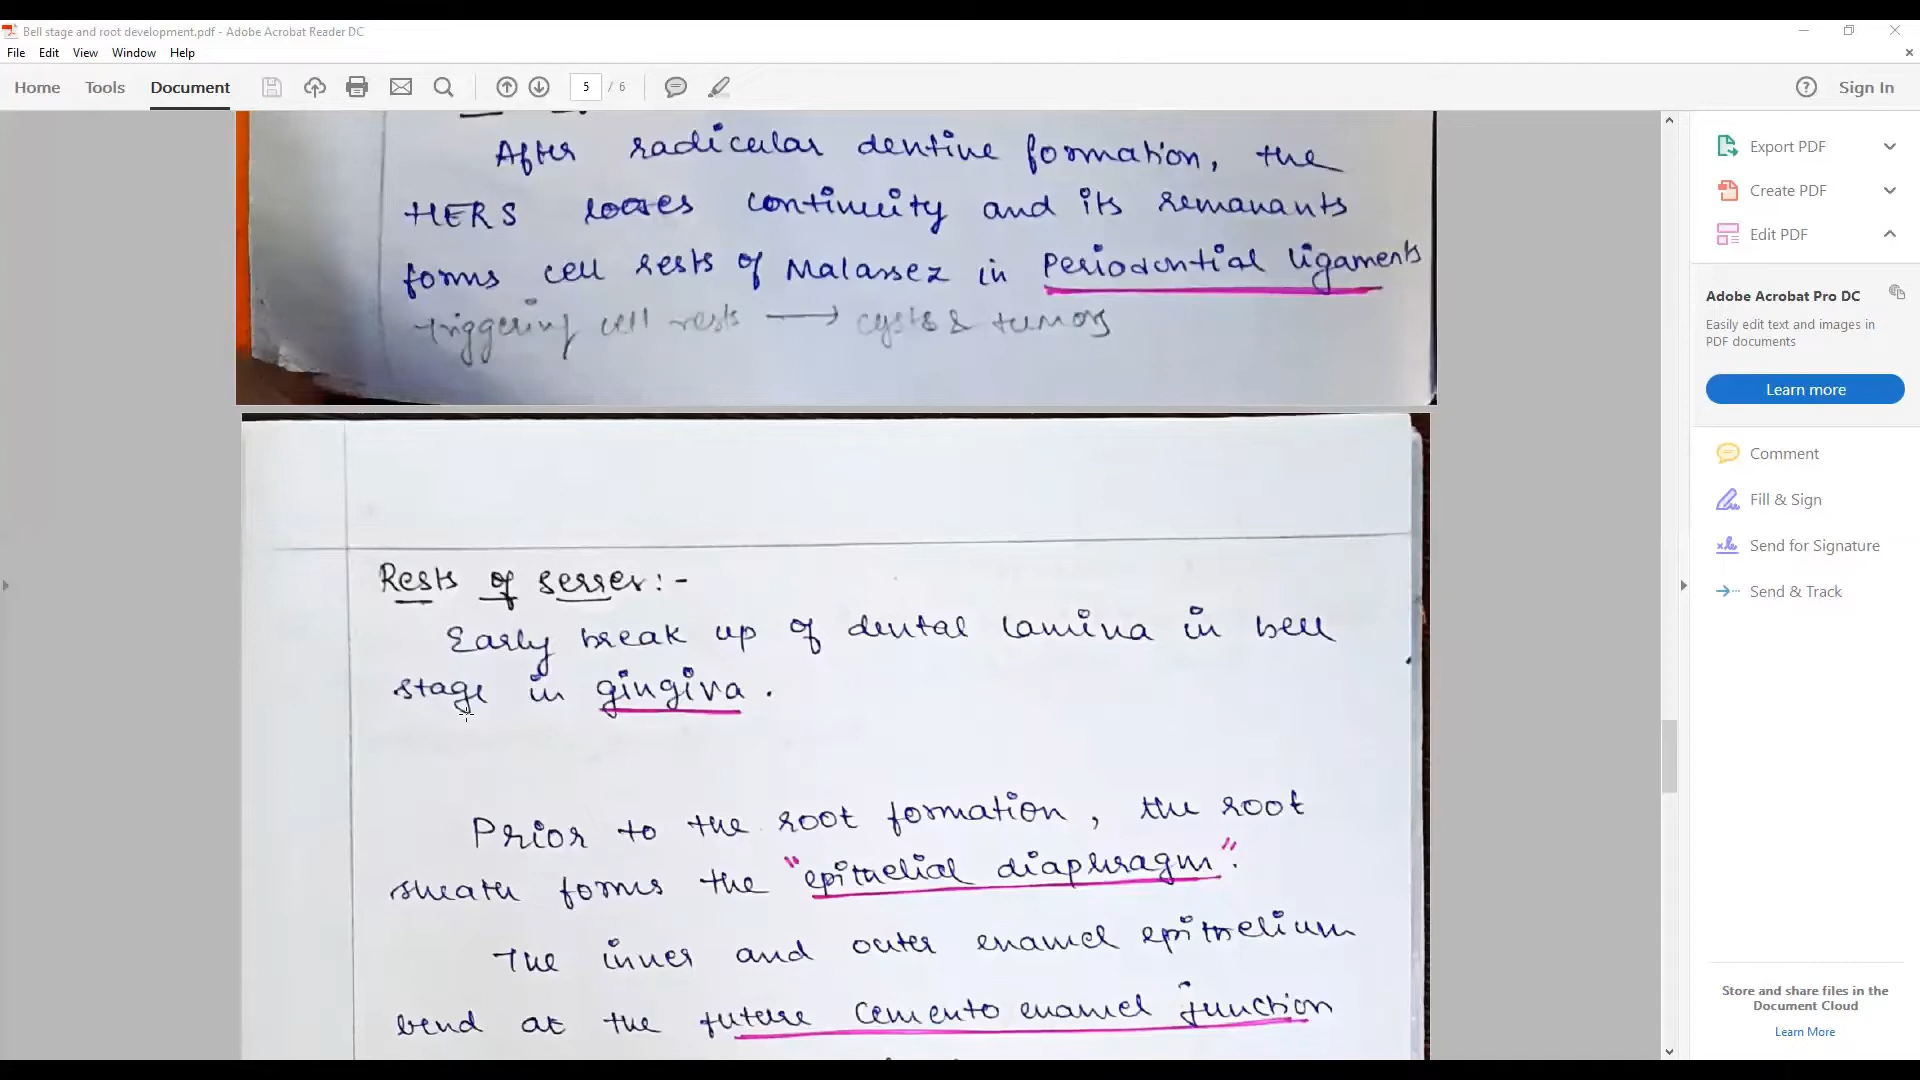 Bell stage and root development.pdf - Adobe Acrobat Reader DC
File Edit View Window Help
Home Tools Document 5 / 6 Sign In
After radicular dentine formation, the
HERS looses continuity and its remanants
forms cell rests of Malassez in Periodontial ligaments
Triggering cell rests → cysts & tumors
Rests of serres:-
Early break up of dental lamina in bell
stage in gingiva.
Prior to the root formation, the root
sheath forms the "epithelial diaphragm".
The inner and outer enamel epithelium
bend at the future cemento enamel junction
Export PDF
Create PDF
Edit PDF
Adobe Acrobat Pro DC
Easily edit text and images in
PDF documents
Learn more
Comment
Fill & Sign
Send for Signature
Send & Track
Store and share files in the
Document Cloud
Learn More